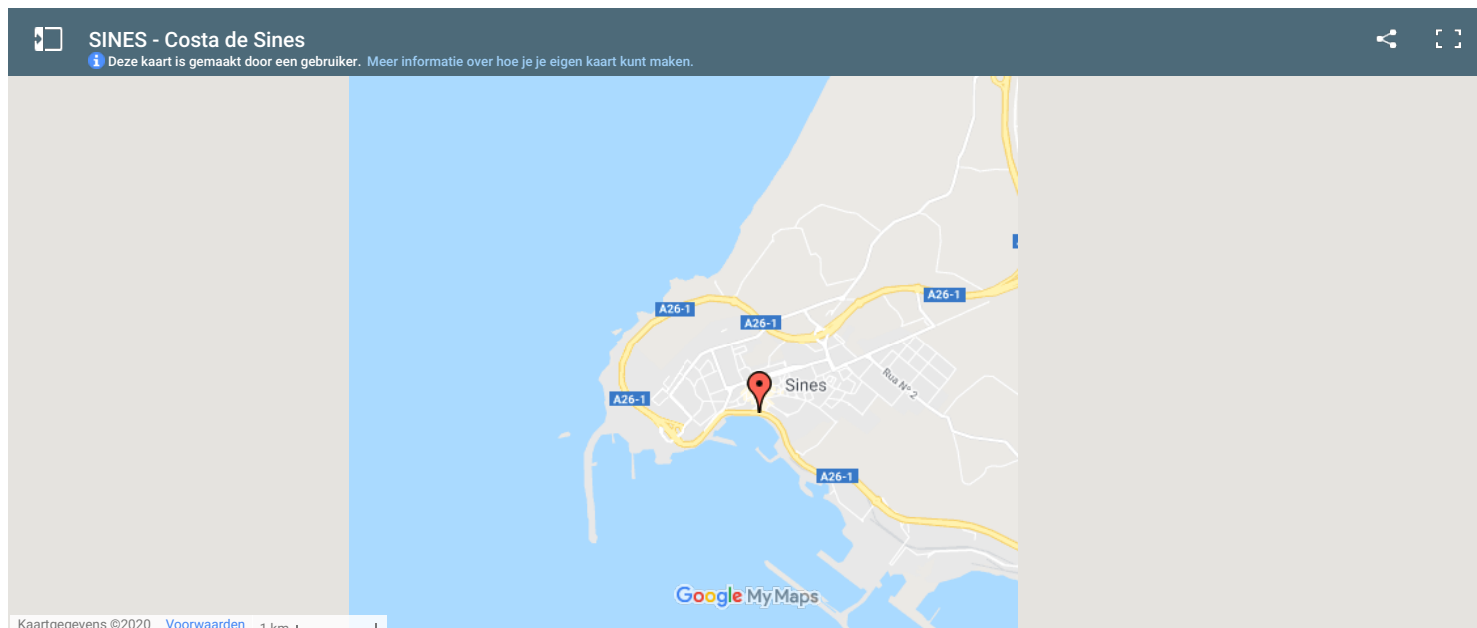 SINES - Costa de Sines
Deze kaart is gemaakt door een gebruiker. Meer informatie over hoe je je eigen kaart kunt maken.
A26-1
A26-1
A26-1
Sines
Rua Nº 2
A26-1
A26-1
Google My Maps
Kaartgegevens ©2020 Voorwaarden 1 km